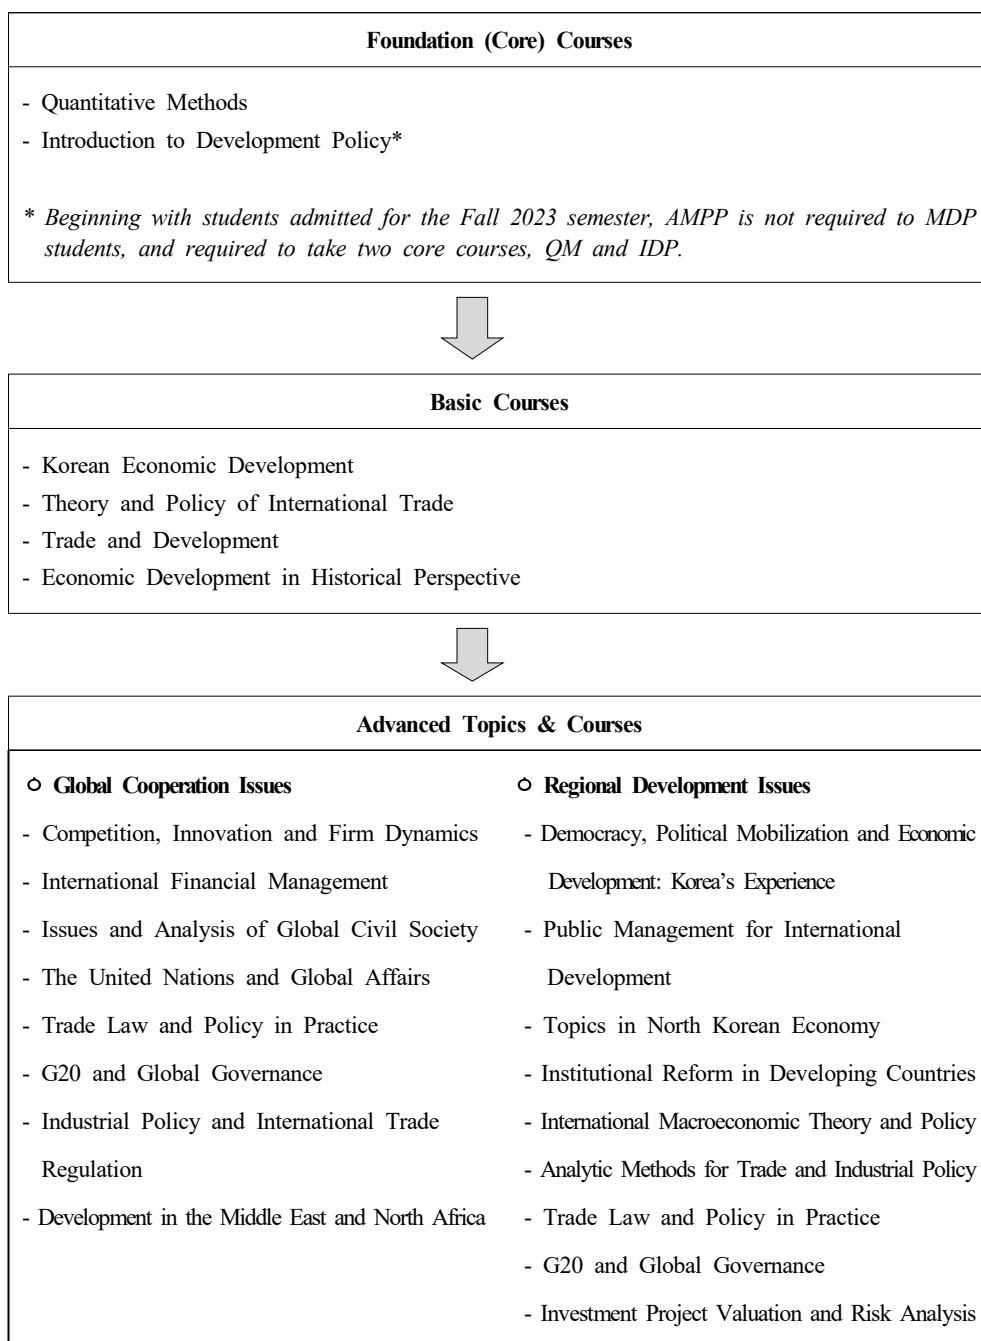 Foundation (Core) Courses
- Quantitative Methods
- Introduction to Development Policy*
* Beginning with students admitted for the Fall 2023 semester, AMPP is not required to MDP
students, and required to take two core courses, QM and IDP.
Basic Courses
- Korean Economic Development
- Theory and Policy of International Trade
- Trade and Development
- Economic Development in Historical Perspective
Advanced Topics & Courses
o Global Cooperation Issues
- Competition, Innovation and Firm Dynamics
- International Financial Management
- Issues and Analysis of Global Civil Society
- The United Nations and Global Affairs
- Trade Law and Policy in Practice
- G20 and Global Governance
- Industrial Policy and International Trade
Regulation
- Development in the Middle East and North Africa
o Regional Development Issues
- Democracy, Political Mobilization and Economic
Development: Korea's Experience
- Public Management for International
Development
- Topics in North Korean Economy
- Institutional Reform in Developing Countries
- International Macroeconomic Theory and Policy
- Analytic Methods for Trade and Industrial Policy
- Trade Law and Policy in Practice
- G20 and Global Governance
- Investment Project Valuation and Risk Analysis